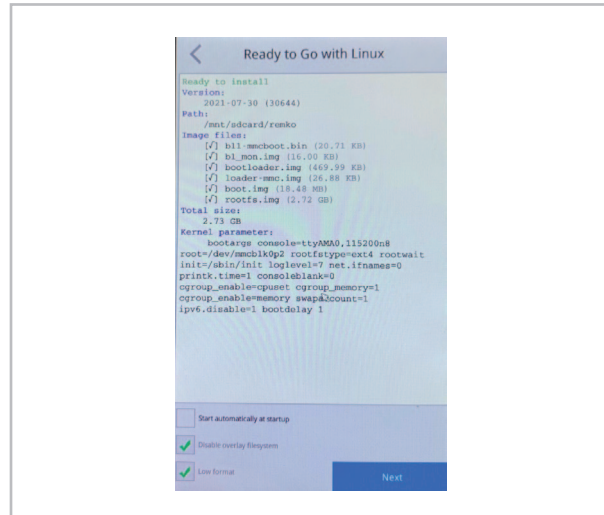 Ready to Go with Linux
Ready to install
Version:
2021-07-30 (30644)
Path:
/mnt/sdcard/remko
Image files:
[√] bl1-mmcboot.bin (20.71 KB)
[√] bl_mon.img (16.00 KB)
[√] bootloader.img (469.99 KB)
[√] loader-mmc.img (26.88 KB)
[√] boot.img (18.48 MB)
[√] rootfs.img (2.72 GB)
Total size:
2.73 GB
Kernel parameter:
bootargs console=ttyAMA0,115200n8
root=/dev/mmcblk0p2 rootfstype=ext4 rootwait
init=/sbin/init loglevel=7 net.ifnames=0
printk.time=1 consoleblank=0
cgroup_enable=cpuset cgroup_memory=1
cgroup_enable=memory swapa2count=1
ipv6.disable=1 bootdelay 1
Start automatically at startup
Disable overlay filesystem
Low format
Next